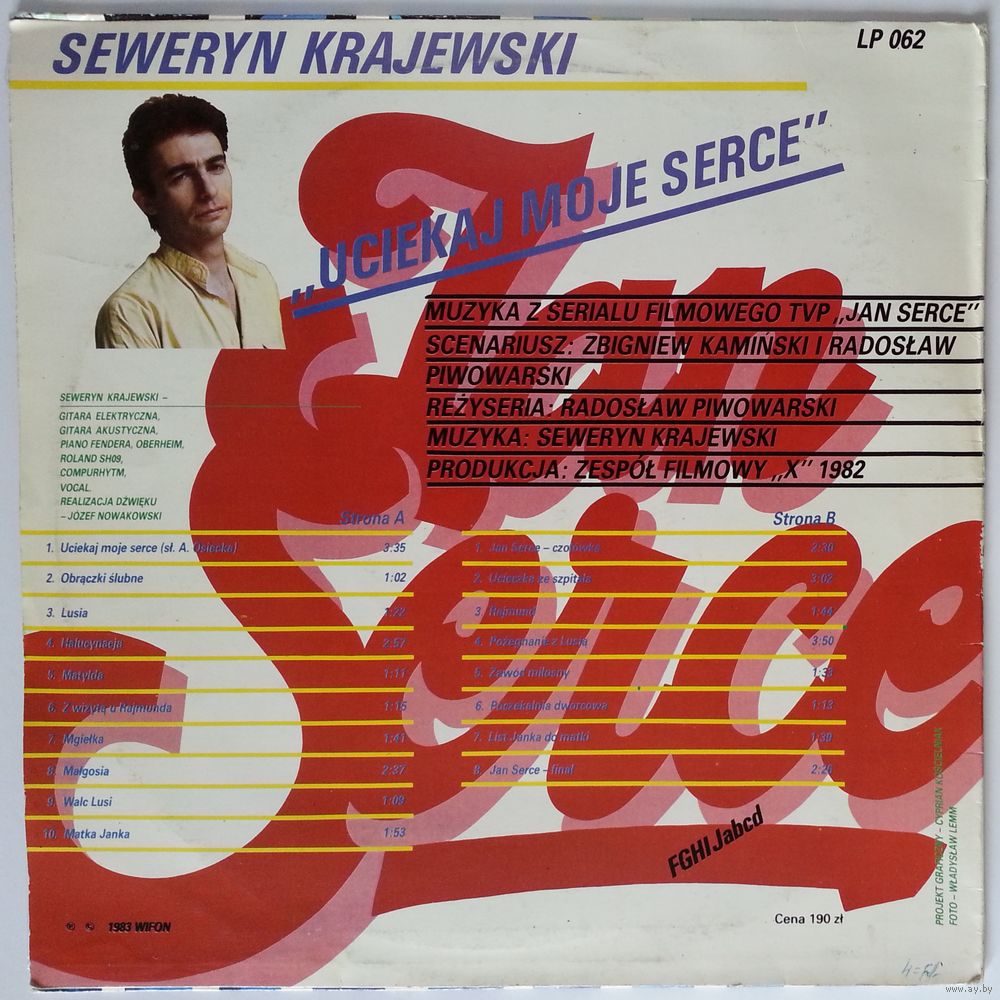 SEWERYN KRAJEWSKI
LP 062
„UCIEKAJ MOJE SERCE”
Jan
Serce
MUZYKA Z SERIALU FILMOWEGO TVP „JAN SERCE”
SCENARIUSZ: ZBIGNIEW KAMIŃSKI I RADOSŁAW
PIWOWARSKI
REŻYSERIA: RADOSŁAW PIWOWARSKI
MUZYKA: SEWERYN KRAJEWSKI
PRODUKCJA: ZESPÓŁ FILMOWY „X” 1982
SEWERYN KRAJEWSKI –
GITARA ELEKTRYCZNA,
GITARA AKUSTYCZNA,
PIANO FENDERA, OBERHEIM,
ROLAND SH09,
COMPURHYTM,
VOCAL.
REALIZACJA DŹWIĘKU
– JÓZEF NOWAKOWSKI
Strona A
1. Uciekaj moje serce (sł. A. Osiecka) 3:35
2. Obrączki ślubne 1:02
3. Lusia 1:22
4. Halucynacja 2:57
5. Matylda 1:11
6. Z wizytą u Rajmunda 1:15
7. Mgiełka 1:41
8. Małgosia 2:37
9. Walc Lusi 1:09
10. Matka Janka 1:53
Strona B
1. Jan Serce – czołówka 2:30
2. Ucieczka ze szpitala 3:02
3. Rajmund 1:44
4. Pożegnanie z Lusią 3:50
5. Zawód miłosny 1:33
6. Poczekalnia dworcowa 1:13
7. List Janka do matki 1:39
8. Jan Serce – finał
FGHIJabcd
PROJEKT GRAFICZNY – CYPRIAN KOŚCIELNIAK
FOTO – WŁADYSŁAW LEMM
Ⓟ © 1983 WIFON
Cena 190 zł
www.ay.by